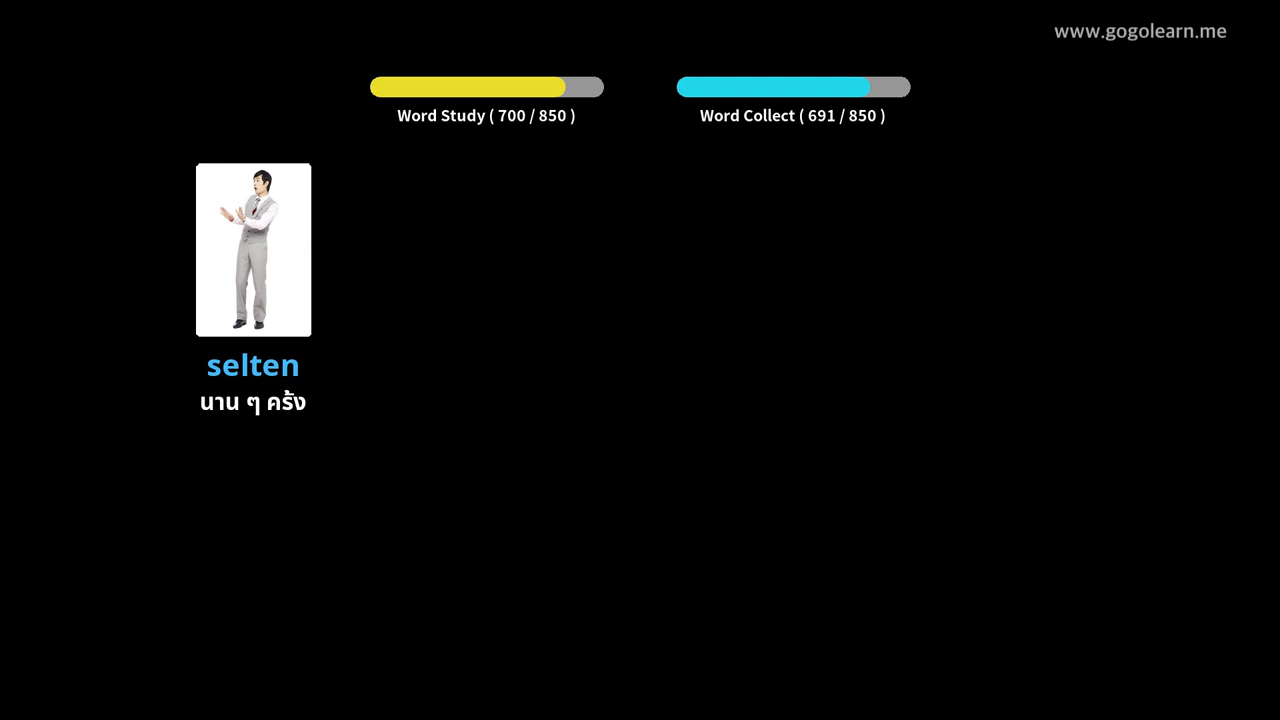 www.gogolearn.me
Word Study ( 700 / 850 )
Word Collect ( 691 / 850 )
selten
นาน ๆ ครั้ง